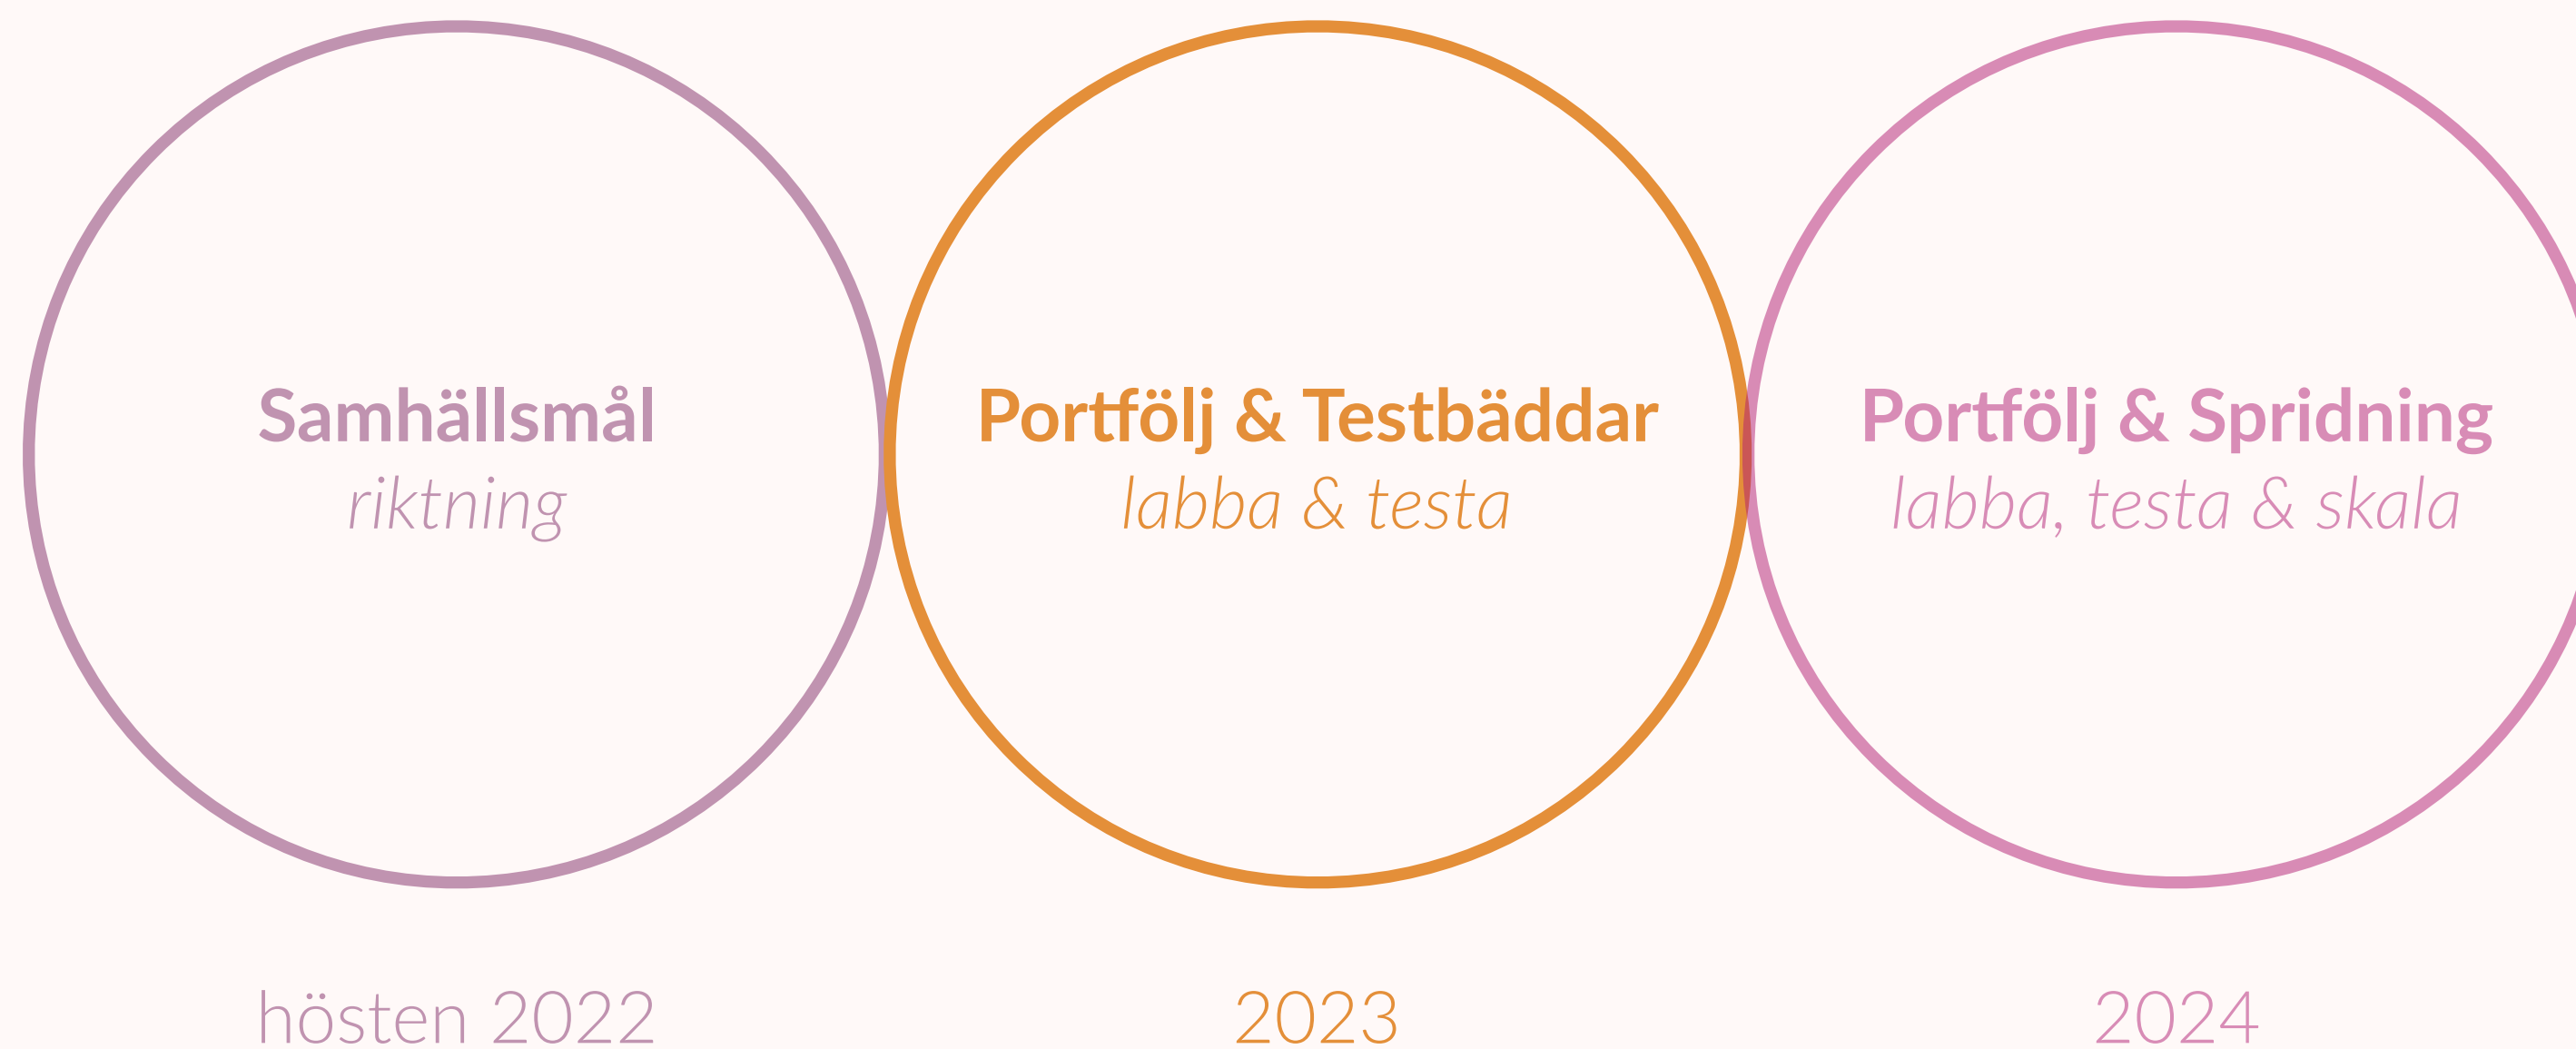 Samhällsmål
riktning
Portfölj & Testbäddar
labba & testa
Portfölj & Spridning
labba, testa & skala
hösten 2022
2023
2024